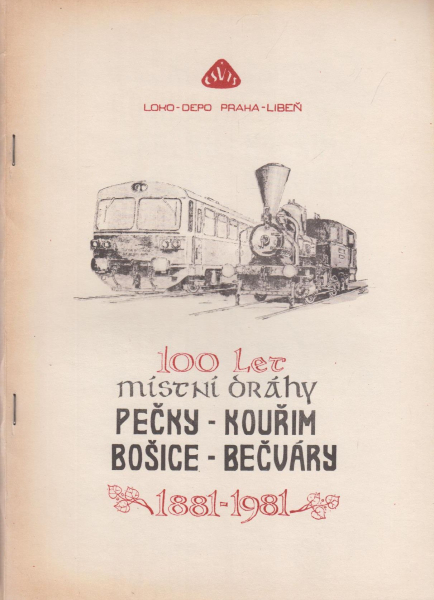 ČSVTS
LOKO-DEPO PRAHA-LIBEŇ
100 Let
místní dráhy
PEČKY - KOUŘIM
BOŠICE - BEČVÁRY
1881-1981